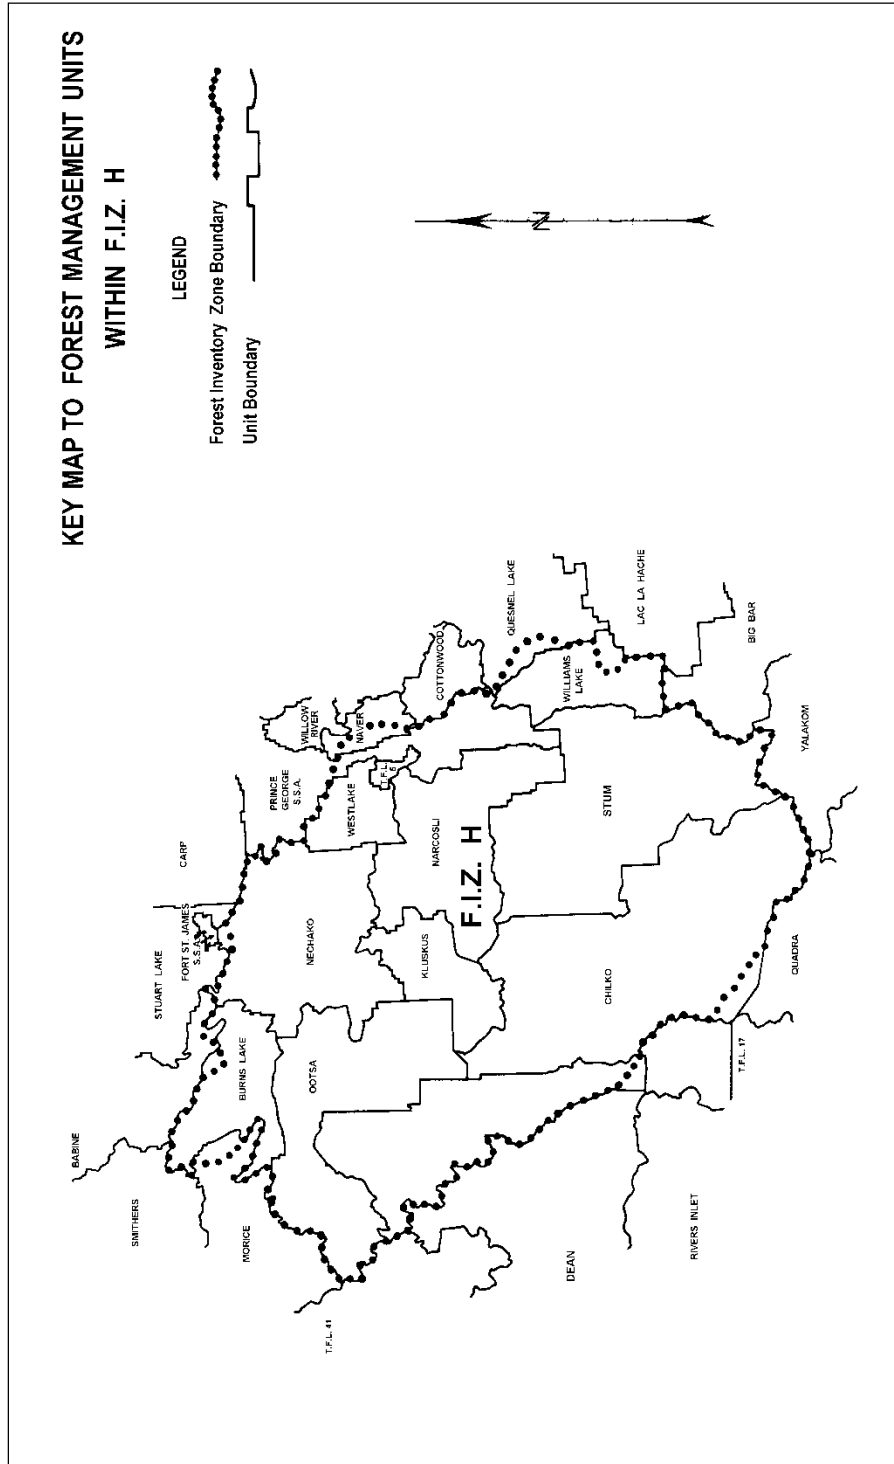 KEY MAP TO FOREST MANAGEMENT UNITS
WITHIN F.I.Z. H
LEGEND
Forest Inventory Zone Boundary
Unit Boundary
N
BABINE
SMITHERS
MORICE
T.F.L. 41
STUART LAKE
FORT ST. JAMES
S.S.A.
CARP
PRINCE
GEORGE
S.S.A.
WILLOW
RIVER
NAVER
COTTONWOOD
QUESNEL LAKE
BURNS LAKE
OOTSA
NECHAKO
WESTLAKE
T.F.L.
5
KLUSKUS
NARCOSLI
F.I.Z. H
WILLIAMS
LAKE
LAC LA HACHE
BIG BAR
STUM
CHILKO
YALAKOM
QUADRA
T.F.L. 17
DEAN
RIVERS INLET